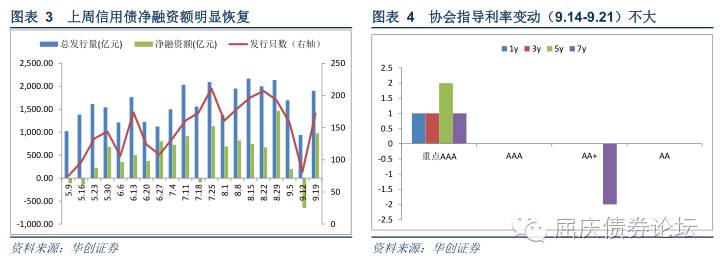 图表 3 上周信用债净融资额明显恢复
总发行量(亿元) 净融资额(亿元) 发行只数（右轴）
2,500.00
2,000.00
1,500.00
1,000.00
500.00
0.00
-500.00
-1,000.00
250
200
150
100
50
0
5.9 5.16 5.23 5.30 6.6 6.13 6.20 6.27 7.4 7.11 7.18 7.25 8.1 8.8 8.15 8.22 8.29 9.5 9.12 9.19
资料来源：华创证券
图表 4 协会指导利率变动（9.14-9.21）不大
1y 3y 5y 7y
2.5
2
1.5
1
0.5
0
-0.5
-1
-1.5
-2
-2.5
重点AAA AAA AA+ AA
资料来源：华创证券
屈庆债券论坛